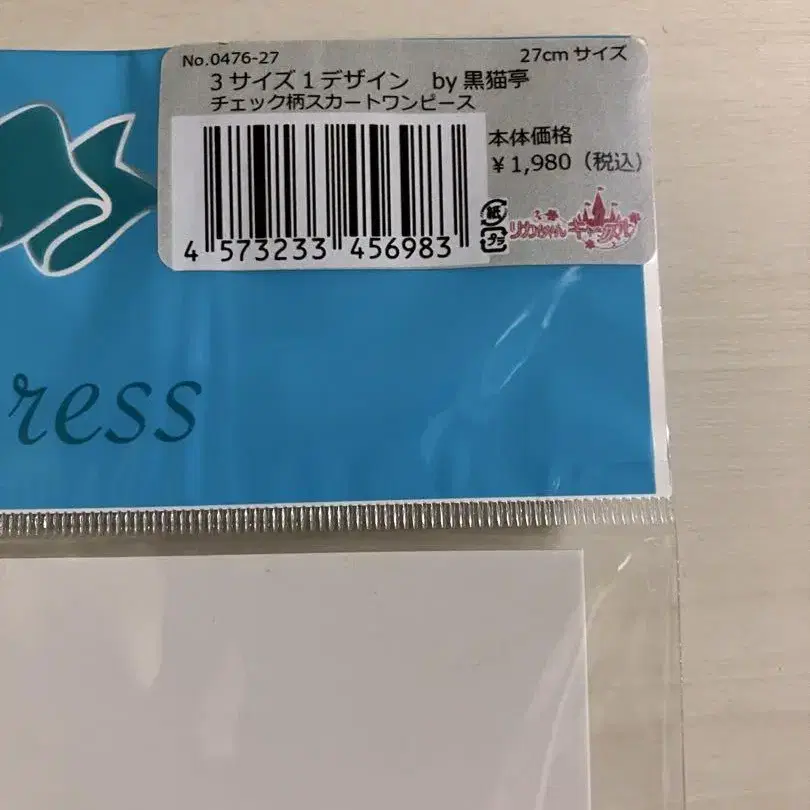 No.0476-27 27cm サイズ
3サイズ1デザイン by黒猫亭
チェック柄スカートワンピース
本体価格
¥1,980（税込）
4 573233 456983
紙
プラ
リカちゃん キャッスル
ress